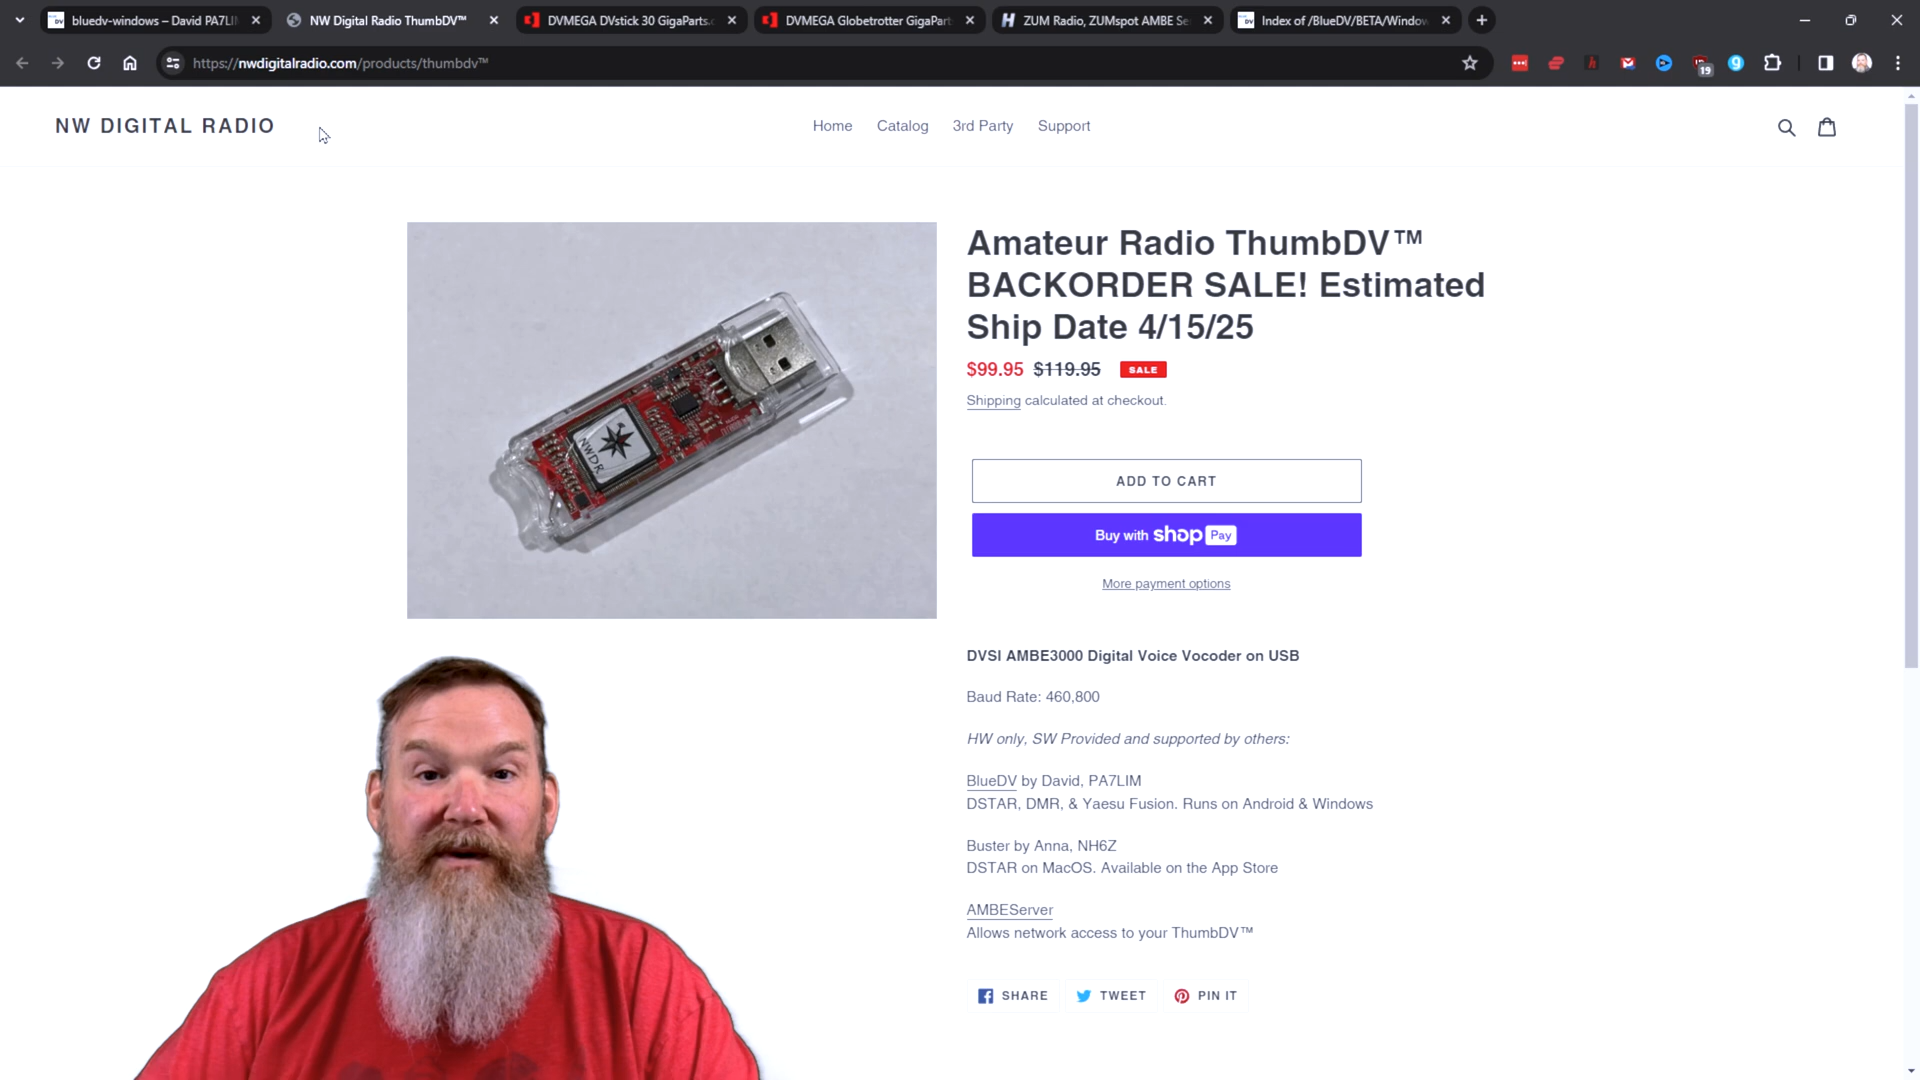 bluedv-windows – David PA7LIM
NW Digital Radio ThumbDV™
DVMEGA DVstick 30 GigaParts.c
DVMEGA Globetrotter GigaPart
ZUM Radio, ZUMspot AMBE Se
Index of /BlueDV/BETA/Window
https://nwdigitalradio.com/products/thumbdv™
19
NW DIGITAL RADIO
Home
Catalog
3rd Party
Support
Amateur Radio ThumbDV™
BACKORDER SALE! Estimated
Ship Date 4/15/25
$99.95 $119.95 SALE
Shipping calculated at checkout.
NWDR
ADD TO CART
Buy with shop Pay
More payment options
DVSI AMBE3000 Digital Voice Vocoder on USB
Baud Rate: 460,800
HW only, SW Provided and supported by others:
BlueDV by David, PA7LIM
DSTAR, DMR, & Yaesu Fusion. Runs on Android & Windows
Buster by Anna, NH6Z
DSTAR on MacOS. Available on the App Store
AMBEServer
Allows network access to your ThumbDV™
SHARE
TWEET
PIN IT